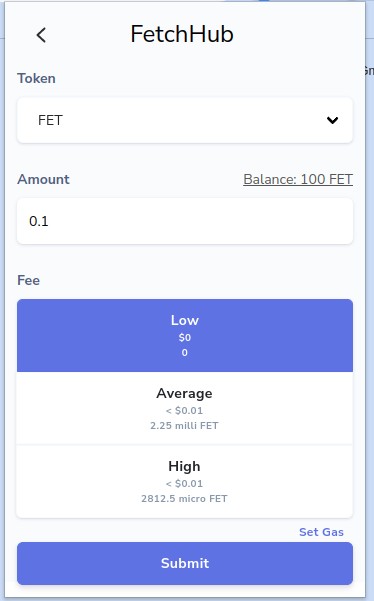 FetchHub
Token
FET
Amount
Balance: 100 FET
0.1
Fee
Low
$0
0
Average
< $0.01
2.25 milli FET
High
< $0.01
2812.5 micro FET
Set Gas
Submit